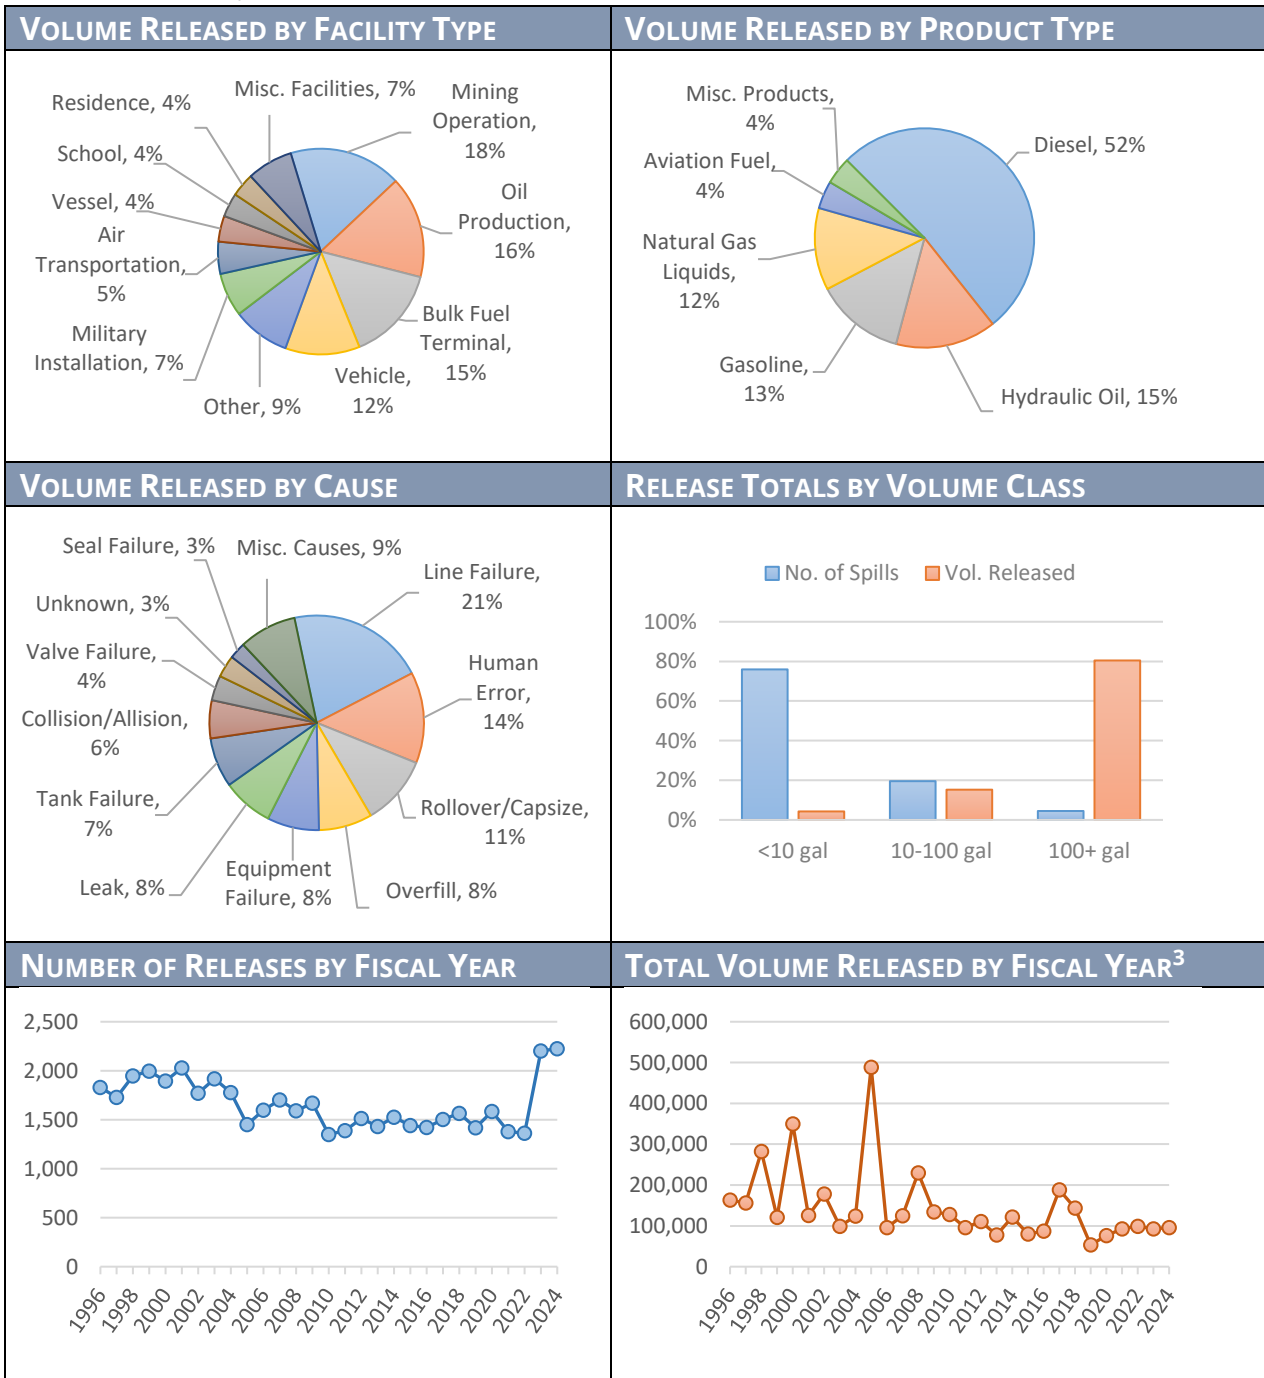 VOLUME RELEASED BY FACILITY TYPE
Misc. Facilities, 7%
Mining
Operation,
18%
Residence, 4%
School, 4%
Oil
Production,
16%
Vessel, 4%
Air
Transportation,
5%
Bulk Fuel
Terminal,
15%
Military
Installation, 7%
Vehicle,
12%
Other, 9%
VOLUME RELEASED BY PRODUCT TYPE
Misc. Products,
4%
Diesel, 52%
Aviation Fuel,
4%
Natural Gas
Liquids,
12%
Gasoline,
13%
Hydraulic Oil, 15%
VOLUME RELEASED BY CAUSE
Seal Failure, 3%
Misc. Causes, 9%
Line Failure,
21%
Unknown, 3%
Valve Failure,
4%
Human
Error,
14%
Collision/Allision,
6%
Tank Failure,
7%
Rollover/Capsize,
11%
Leak, 8%
Equipment
Failure, 8%
Overfill, 8%
RELEASE TOTALS BY VOLUME CLASS
No. of Spills
Vol. Released
100%
80%
60%
40%
20%
0%
<10 gal
10-100 gal
100+ gal
NUMBER OF RELEASES BY FISCAL YEAR
2,500
2,000
1,500
1,000
500
0
1996
1998
2000
2002
2004
2006
2008
2010
2012
2014
2016
2018
2020
2022
2024
TOTAL VOLUME RELEASED BY FISCAL YEAR³
600,000
500,000
400,000
300,000
200,000
100,000
0
1996
1998
2000
2002
2004
2006
2008
2010
2012
2014
2016
2018
2020
2022
2024